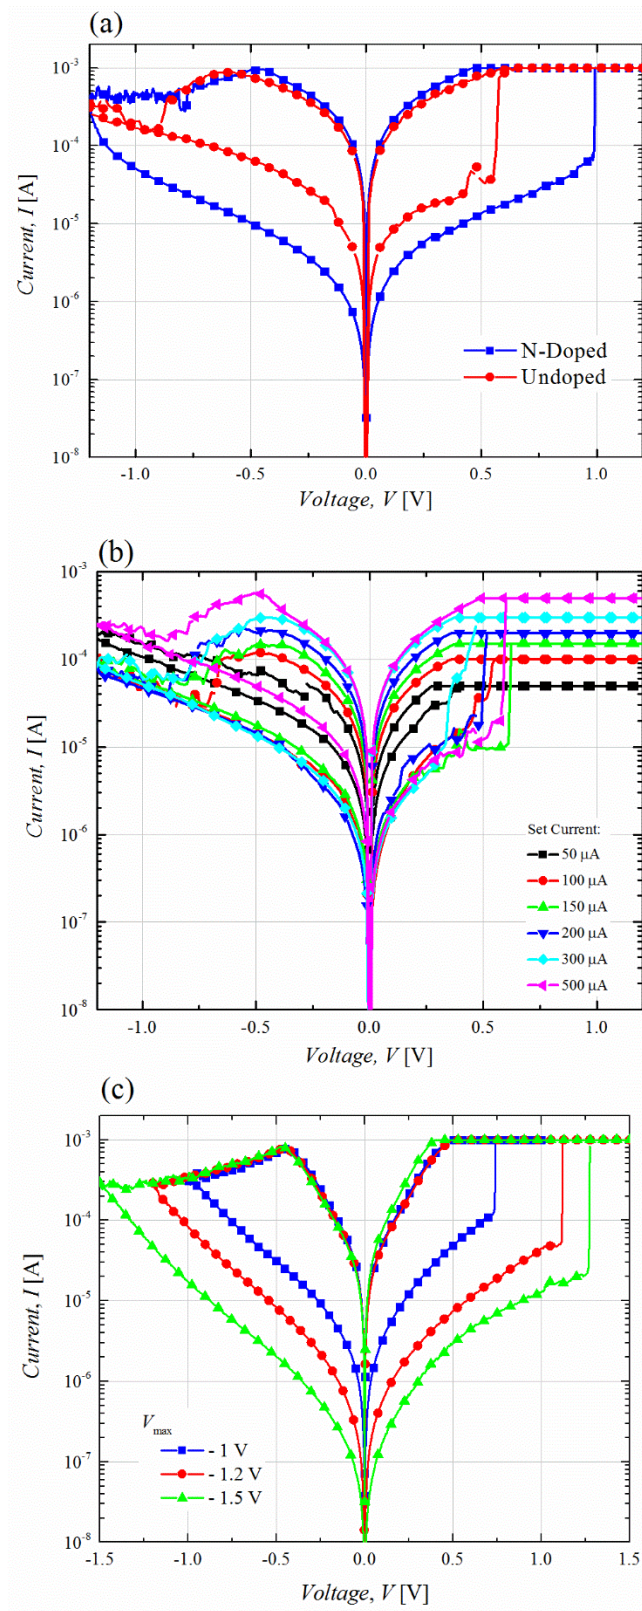 (a)
10⁻³
10⁻⁴
10⁻⁵
10⁻⁶
10⁻⁷
10⁻⁸
Current, I [A]
N-Doped
Undoped
-1.0 -0.5 0.0 0.5 1.0
Voltage, V [V]
(b)
10⁻³
10⁻⁴
10⁻⁵
10⁻⁶
10⁻⁷
10⁻⁸
Current, I [A]
Set Current:
50 µA
100 µA
150 µA
200 µA
300 µA
500 µA
-1.0 -0.5 0.0 0.5 1.0
Voltage, V [V]
(c)
10⁻³
10⁻⁴
10⁻⁵
10⁻⁶
10⁻⁷
10⁻⁸
Current, I [A]
Vmax
- 1 V
- 1.2 V
- 1.5 V
-1.5 -1.0 -0.5 0.0 0.5 1.0 1.5
Voltage, V [V]